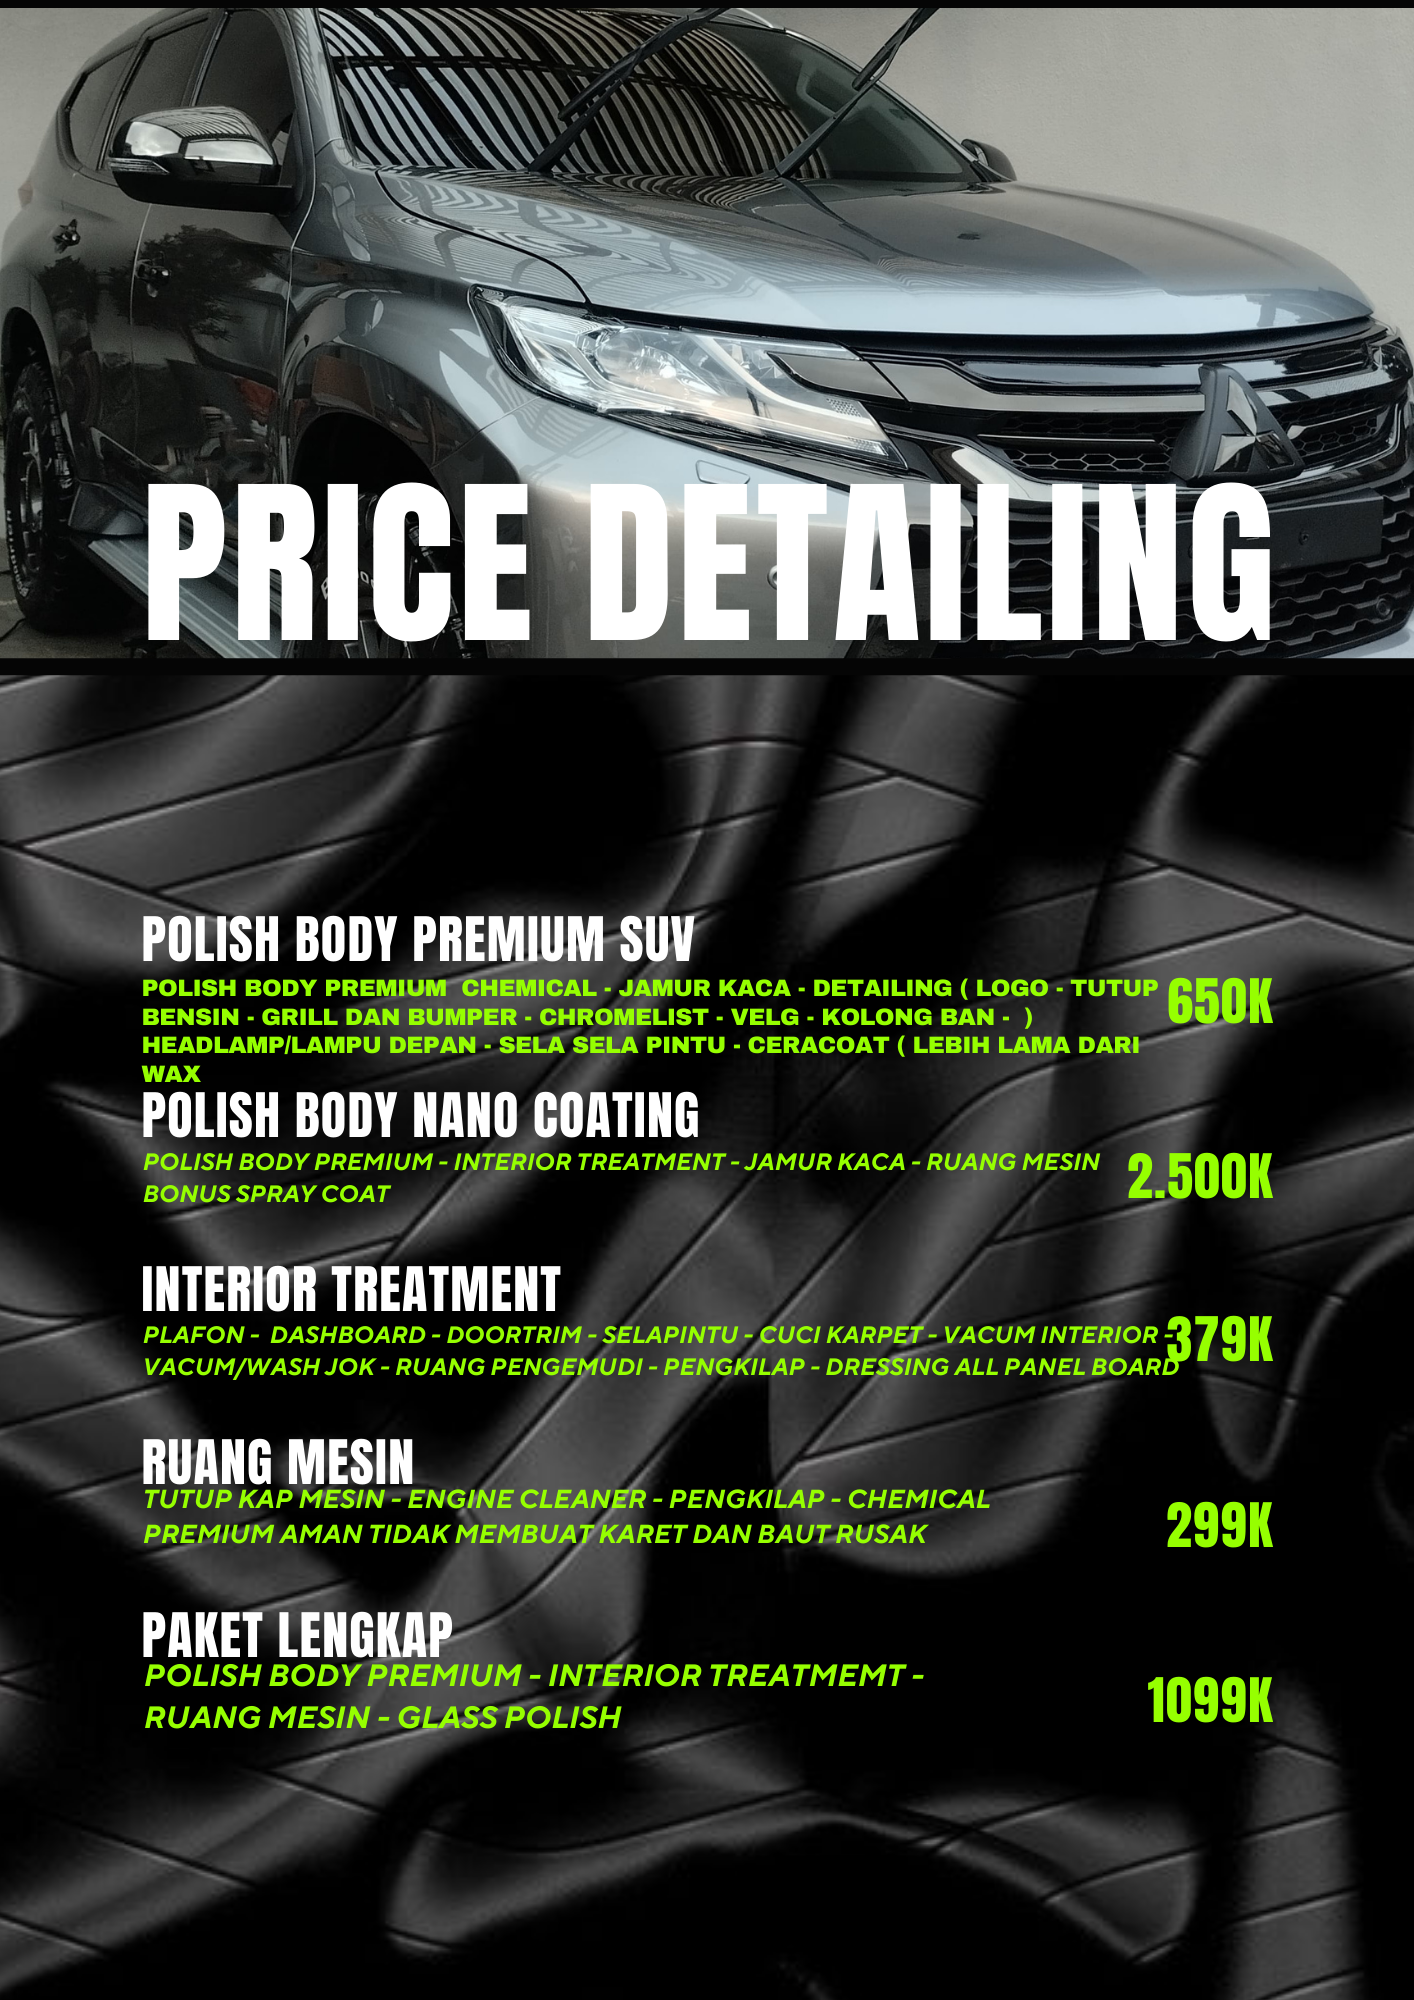 PRICE DETAILING
POLISH BODY PREMIUM SUV
POLISH BODY PREMIUM  CHEMICAL - JAMUR KACA - DETAILING ( LOGO - TUTUP
BENSIN - GRILL DAN BUMPER - CHROMELIST - VELG - KOLONG BAN -  )
HEADLAMP/LAMPU DEPAN - SELA SELA PINTU - CERACOAT ( LEBIH LAMA DARI
WAX
650K
POLISH BODY NANO COATING
POLISH BODY PREMIUM - INTERIOR TREATMENT - JAMUR KACA - RUANG MESIN
BONUS SPRAY COAT
2.500K
INTERIOR TREATMENT
PLAFON -  DASHBOARD - DOORTRIM - SELAPINTU - CUCI KARPET - VACUM INTERIOR -
VACUM/WASH JOK - RUANG PENGEMUDI - PENGKILAP - DRESSING ALL PANEL BOARD
379K
RUANG MESIN
TUTUP KAP MESIN - ENGINE CLEANER - PENGKILAP - CHEMICAL
PREMIUM AMAN TIDAK MEMBUAT KARET DAN BAUT RUSAK
299K
PAKET LENGKAP
POLISH BODY PREMIUM - INTERIOR TREATMEMT -
RUANG MESIN - GLASS POLISH
1099K